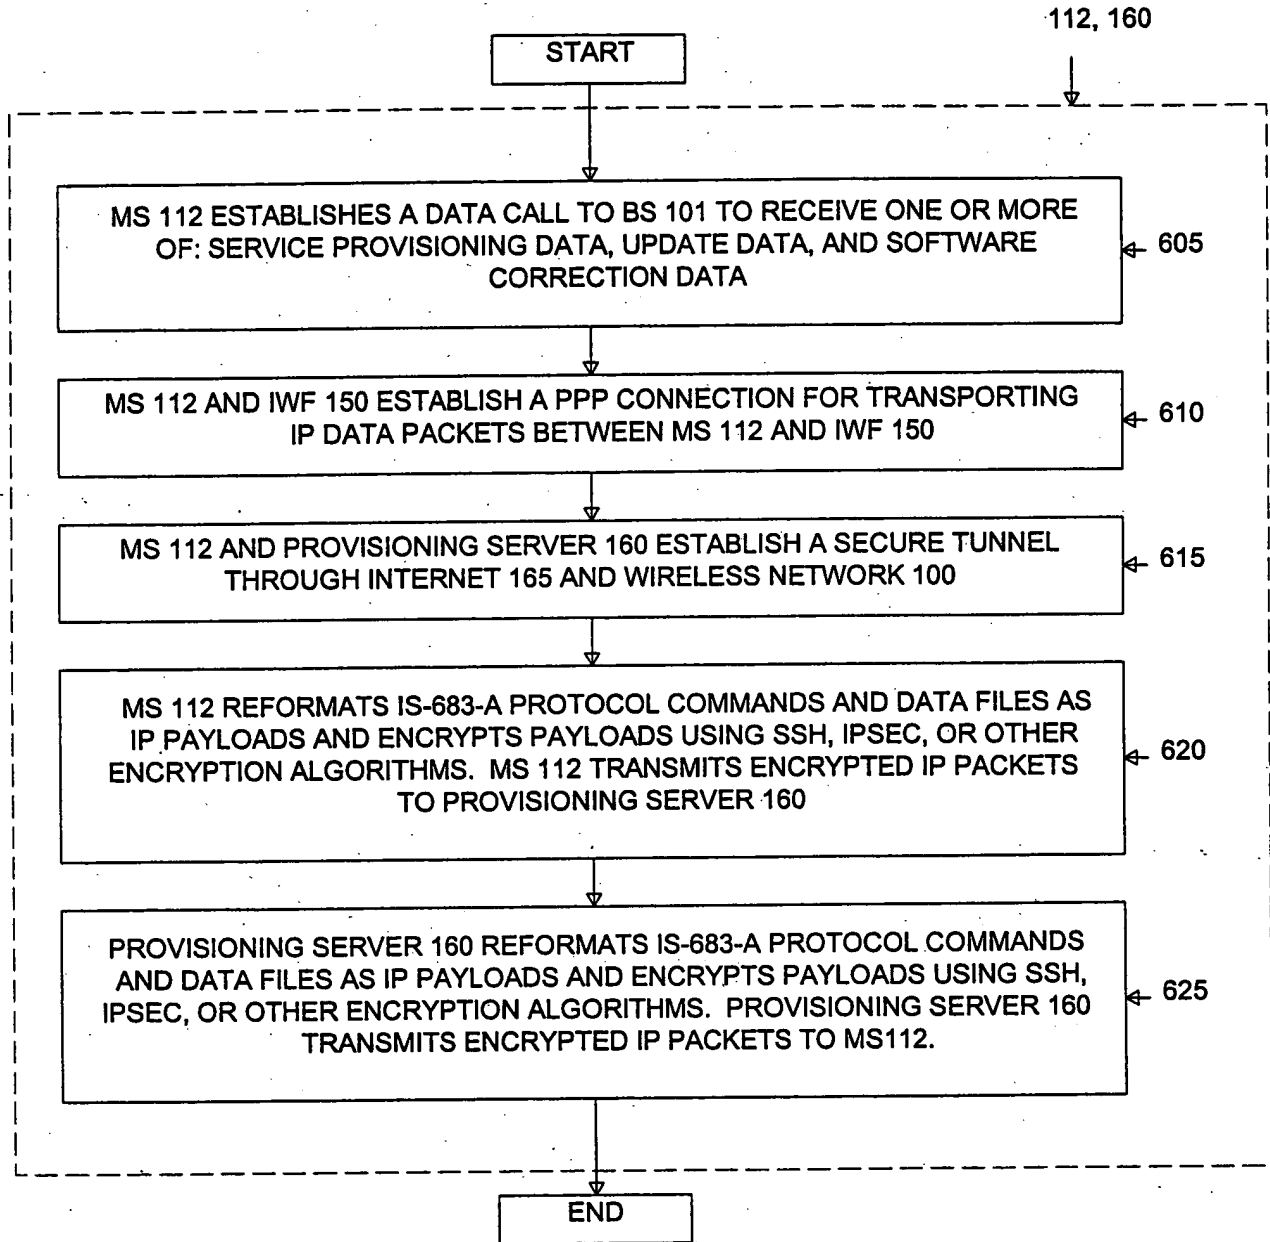 112, 160
START
MS 112 ESTABLISHES A DATA CALL TO BS 101 TO RECEIVE ONE OR MORE
OF: SERVICE PROVISIONING DATA, UPDATE DATA, AND SOFTWARE
CORRECTION DATA
605
MS 112 AND IWF 150 ESTABLISH A PPP CONNECTION FOR TRANSPORTING
IP DATA PACKETS BETWEEN MS 112 AND IWF 150
610
MS 112 AND PROVISIONING SERVER 160 ESTABLISH A SECURE TUNNEL
THROUGH INTERNET 165 AND WIRELESS NETWORK 100
615
MS 112 REFORMATS IS-683-A PROTOCOL COMMANDS AND DATA FILES AS
IP PAYLOADS AND ENCRYPTS PAYLOADS USING SSH, IPSEC, OR OTHER
ENCRYPTION ALGORITHMS. MS 112 TRANSMITS ENCRYPTED IP PACKETS
TO PROVISIONING SERVER 160
620
PROVISIONING SERVER 160 REFORMATS IS-683-A PROTOCOL COMMANDS
AND DATA FILES AS IP PAYLOADS AND ENCRYPTS PAYLOADS USING SSH,
IPSEC, OR OTHER ENCRYPTION ALGORITHMS. PROVISIONING SERVER 160
TRANSMITS ENCRYPTED IP PACKETS TO MS112.
625
END